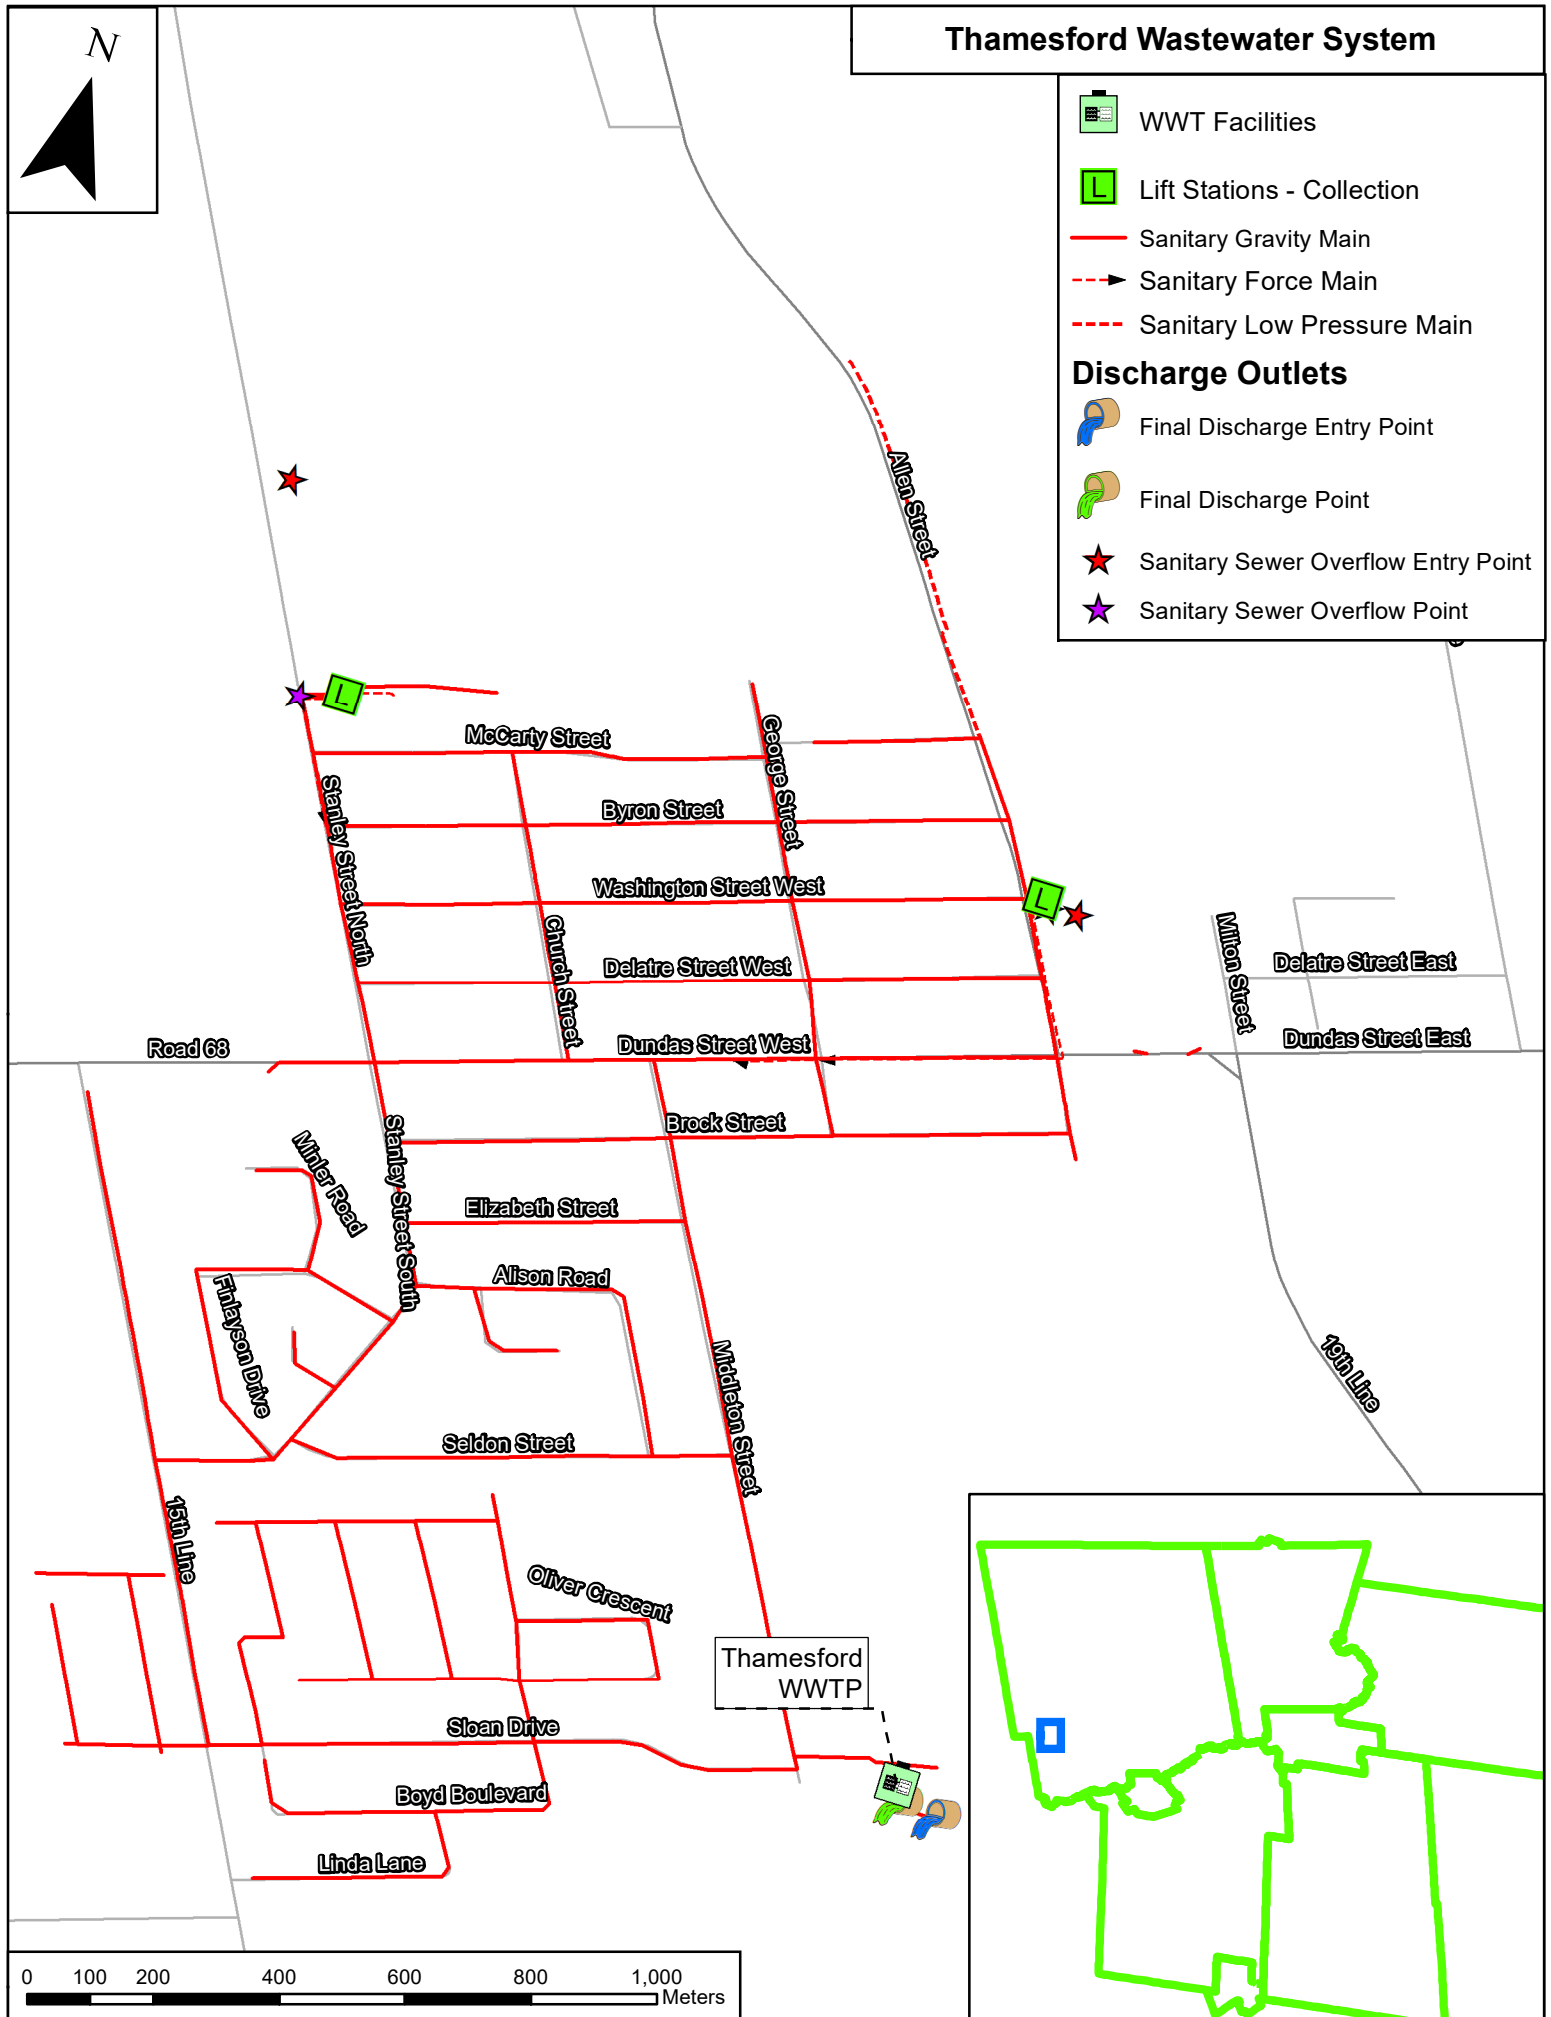 N
Thamesford Wastewater System
WWT Facilities
L
Lift Stations - Collection
Sanitary Gravity Main
Sanitary Force Main
Sanitary Low Pressure Main
Discharge Outlets
Final Discharge Entry Point
Final Discharge Point
Sanitary Sewer Overflow Entry Point
Sanitary Sewer Overflow Point
Allen Street
L
McCarty Street
George Street
Stanley Street North
Byron Street
Washington Street West
L
Church Street
Delatre Street West
Milton Street
Delatre Street East
Road 68
Dundas Street West
Dundas Street East
Brock Street
Stanley Street South
Minler Road
Elizabeth Street
Alison Road
Finlayson Drive
Middleton Street
19th Line
Seldon Street
15th Line
Oliver Crescent
Thamesford
WWTP
Sloan Drive
Boyd Boulevard
Linda Lane
0 100 200 400 600 800 1,000
Meters